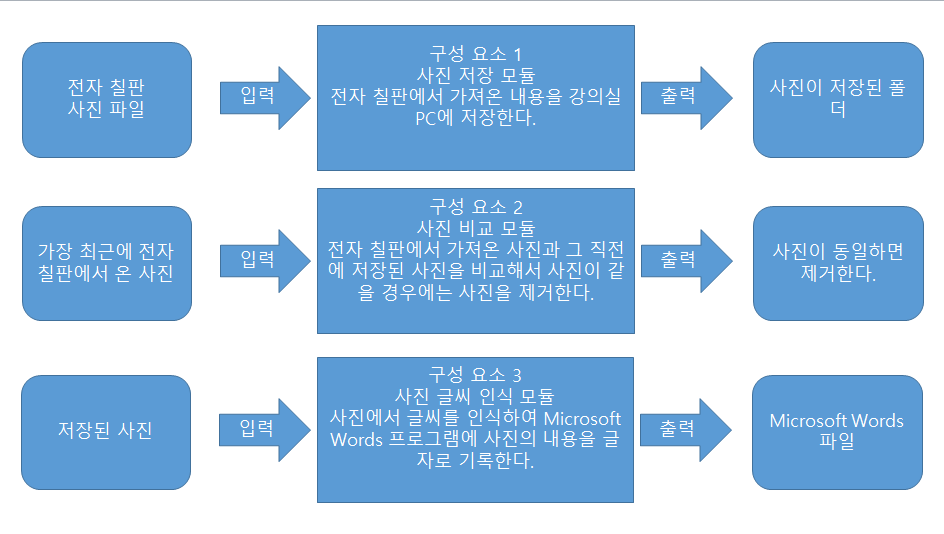 전자 칠판
사진 파일
입력
구성 요소 1
사진 저장 모듈
전자 칠판에서 가져온 내용을 강의실
PC에 저장한다.
출력
사진이 저장된 폴
더
가장 최근에 전자
칠판에서 온 사진
입력
구성 요소 2
사진 비교 모듈
전자 칠판에서 가져온 사진과 그 직전
에 저장된 사진을 비교해서 사진이 같
을 경우에는 사진을 제거한다.
출력
사진이 동일하면
제거한다.
저장된 사진
입력
구성 요소 3
사진 글씨 인식 모듈
사진에서 글씨를 인식하여 Microsoft
Words 프로그램에 사진의 내용을 글
자로 기록한다.
출력
Microsoft Words
파일